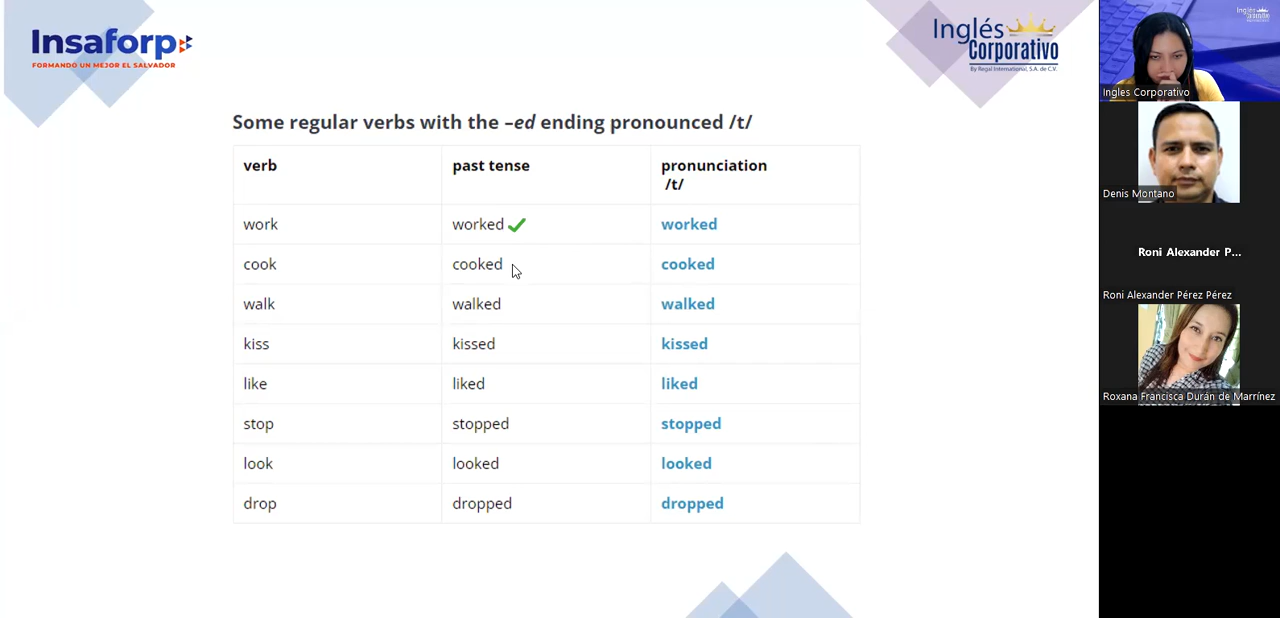 Insaforp
FORMANDO UN MEJOR EL SALVADOR
Inglés
Corporativo
By Regal International, S.A. de C.V.
Some regular verbs with the –ed ending pronounced /t/
verb past tense pronunciation
/t/
work worked worked
cook cooked cooked
walk walked walked
kiss kissed kissed
like liked liked
stop stopped stopped
look looked looked
drop dropped dropped
Inglés
Ingles Corporativo
Denis Montano
Roni Alexander P...
Roni Alexander Pérez Pérez
Roxana Francisca Durán de Marrínez